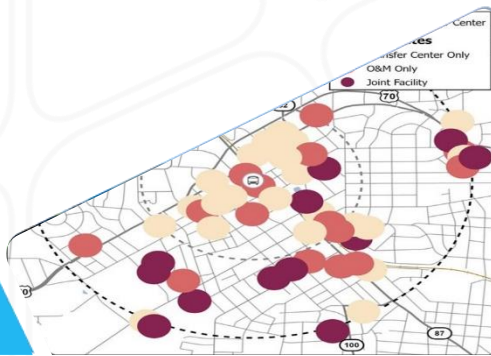 Center
tes
nsfer Center Only
O&M Only
Joint Facility
70
87
100